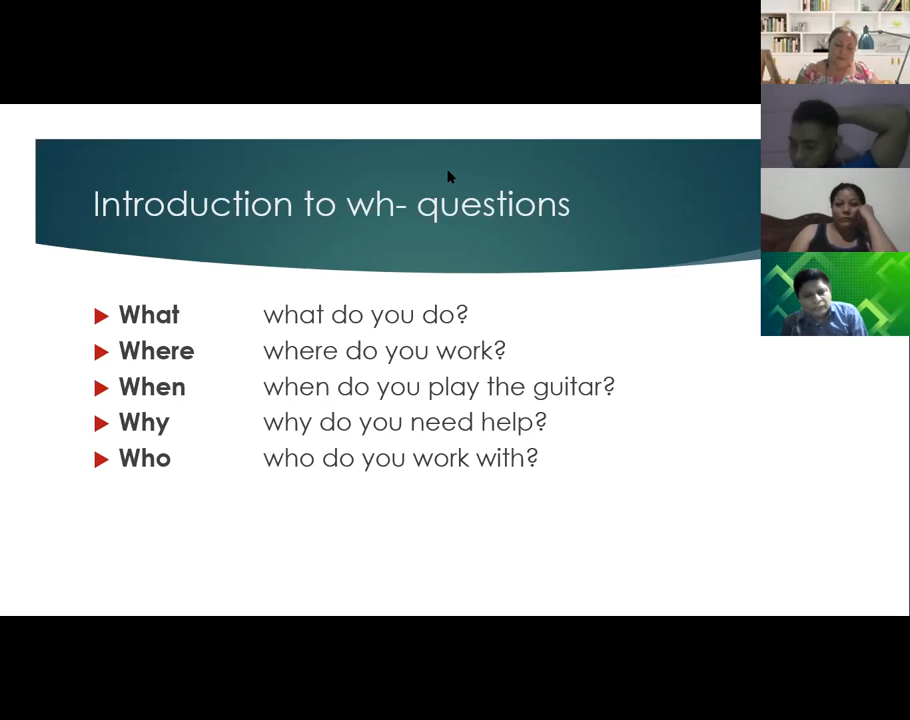 Introduction to wh- questions
What what do you do?
Where where do you work?
When when do you play the guitar?
Why why do you need help?
Who who do you work with?